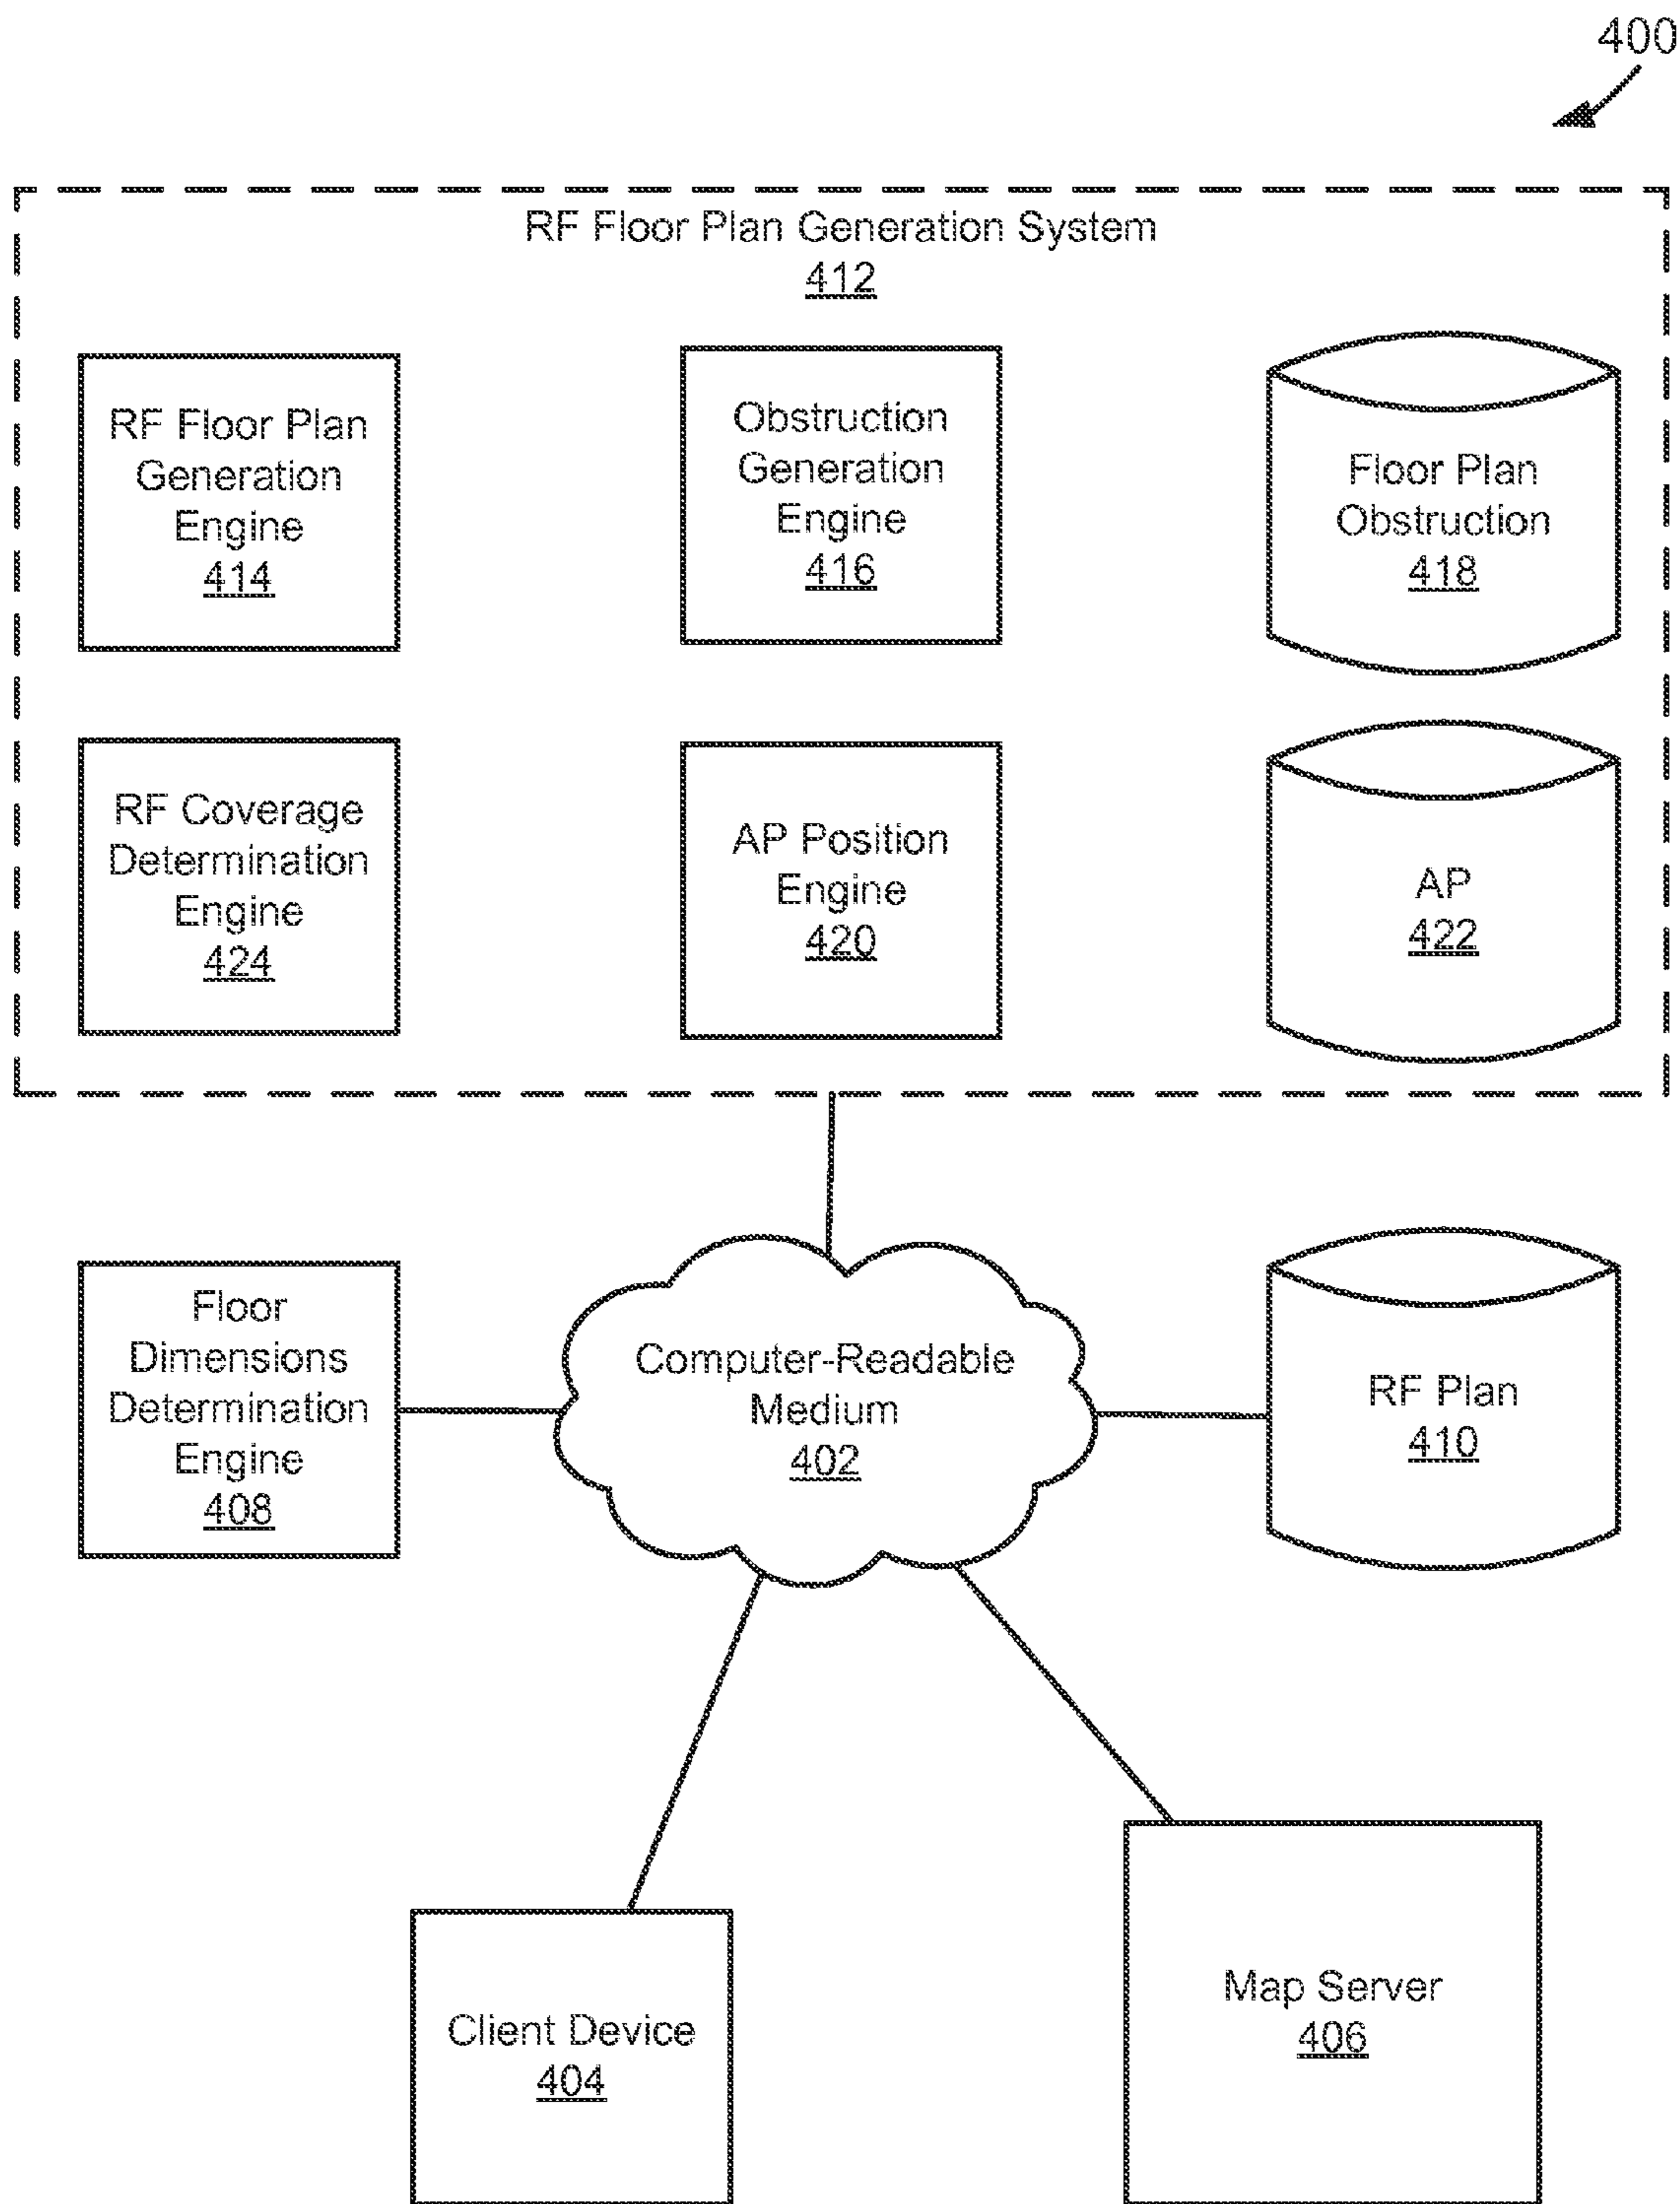 400
RF Floor Plan Generation System
412
RF Floor Plan
Generation
Engine
414
Obstruction
Generation
Engine
416
Floor Plan
Obstruction
418
RF Coverage
Determination
Engine
424
AP Position
Engine
420
AP
422
Floor
Dimensions
Determination
Engine
408
Computer-Readable
Medium
402
RF Plan
410
Client Device
404
Map Server
406